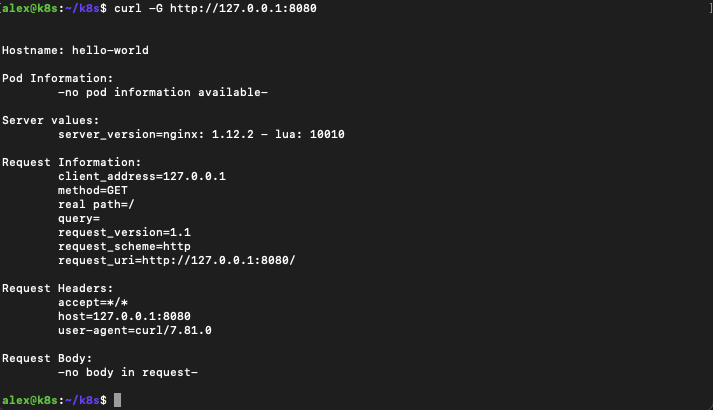 [alex@k8s:~/k8s$ curl -G http://127.0.0.1:8080 ]
Hostname: hello-world
Pod Information:
-no pod information available-
Server values:
server_version=nginx: 1.12.2 - lua: 10010
Request Information:
client_address=127.0.0.1
method=GET
real path=/
query=
request_version=1.1
request_scheme=http
request_uri=http://127.0.0.1:8080/
Request Headers:
accept=*/*
host=127.0.0.1:8080
user-agent=curl/7.81.0
Request Body:
-no body in request-
alex@k8s:~/k8s$